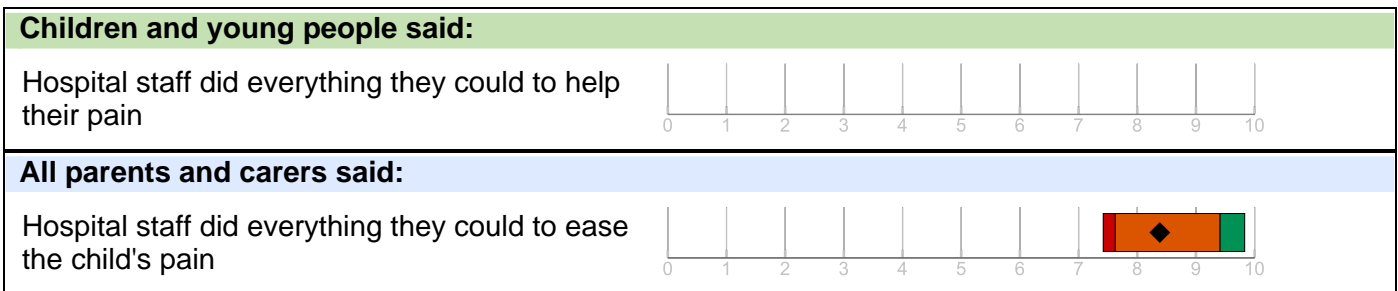 Children and young people said:
Hospital staff did everything they could to help
their pain
0 1 2 3 4 5 6 7 8 9 10
All parents and carers said:
Hospital staff did everything they could to ease
the child's pain
0 1 2 3 4 5 6 7 8 9 10